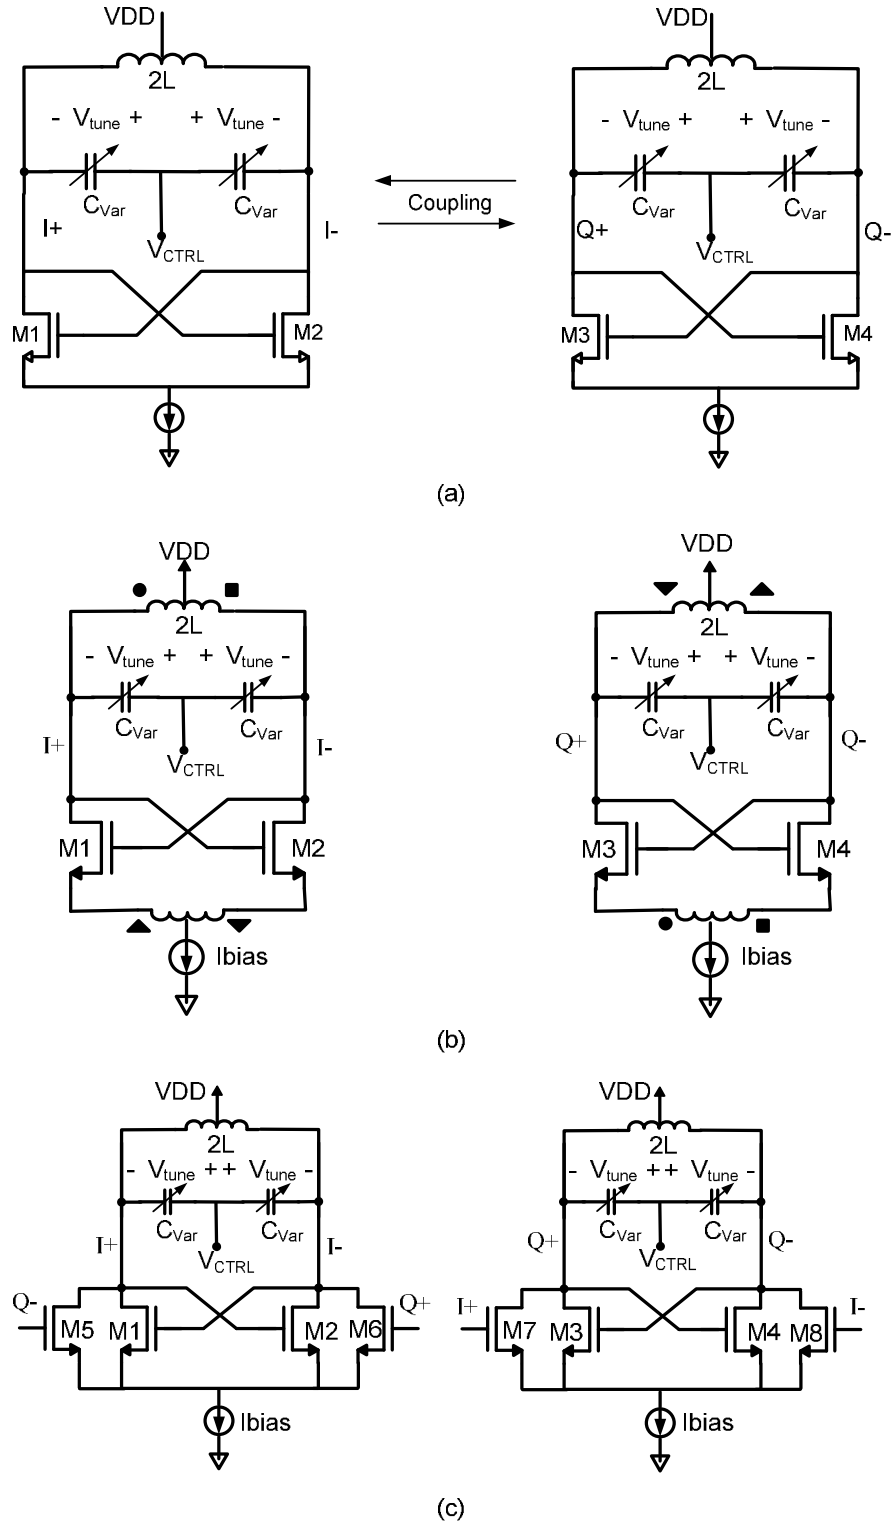 VDD VDD
2L 2L
- Vtune + + Vtune - - Vtune + + Vtune -
CVar CVar Coupling CVar CVar
I+ I- Q+ Q-
VCTRL VCTRL
M1 M2 M3 M4
(a)
VDD VDD
2L 2L
- Vtune + + Vtune - - Vtune + + Vtune -
CVar CVar CVar CVar
I+ I- Q+ Q-
VCTRL VCTRL
M1 M2 M3 M4
Ibias Ibias
(b)
VDD VDD
2L 2L
- Vtune + + Vtune - - Vtune + + Vtune -
CVar CVar CVar CVar
I+ I- Q+ Q-
VCTRL VCTRL
Q- Q+ I+ I-
M5 M1 M2 M6 M7 M3 M4 M8
Ibias Ibias
(c)